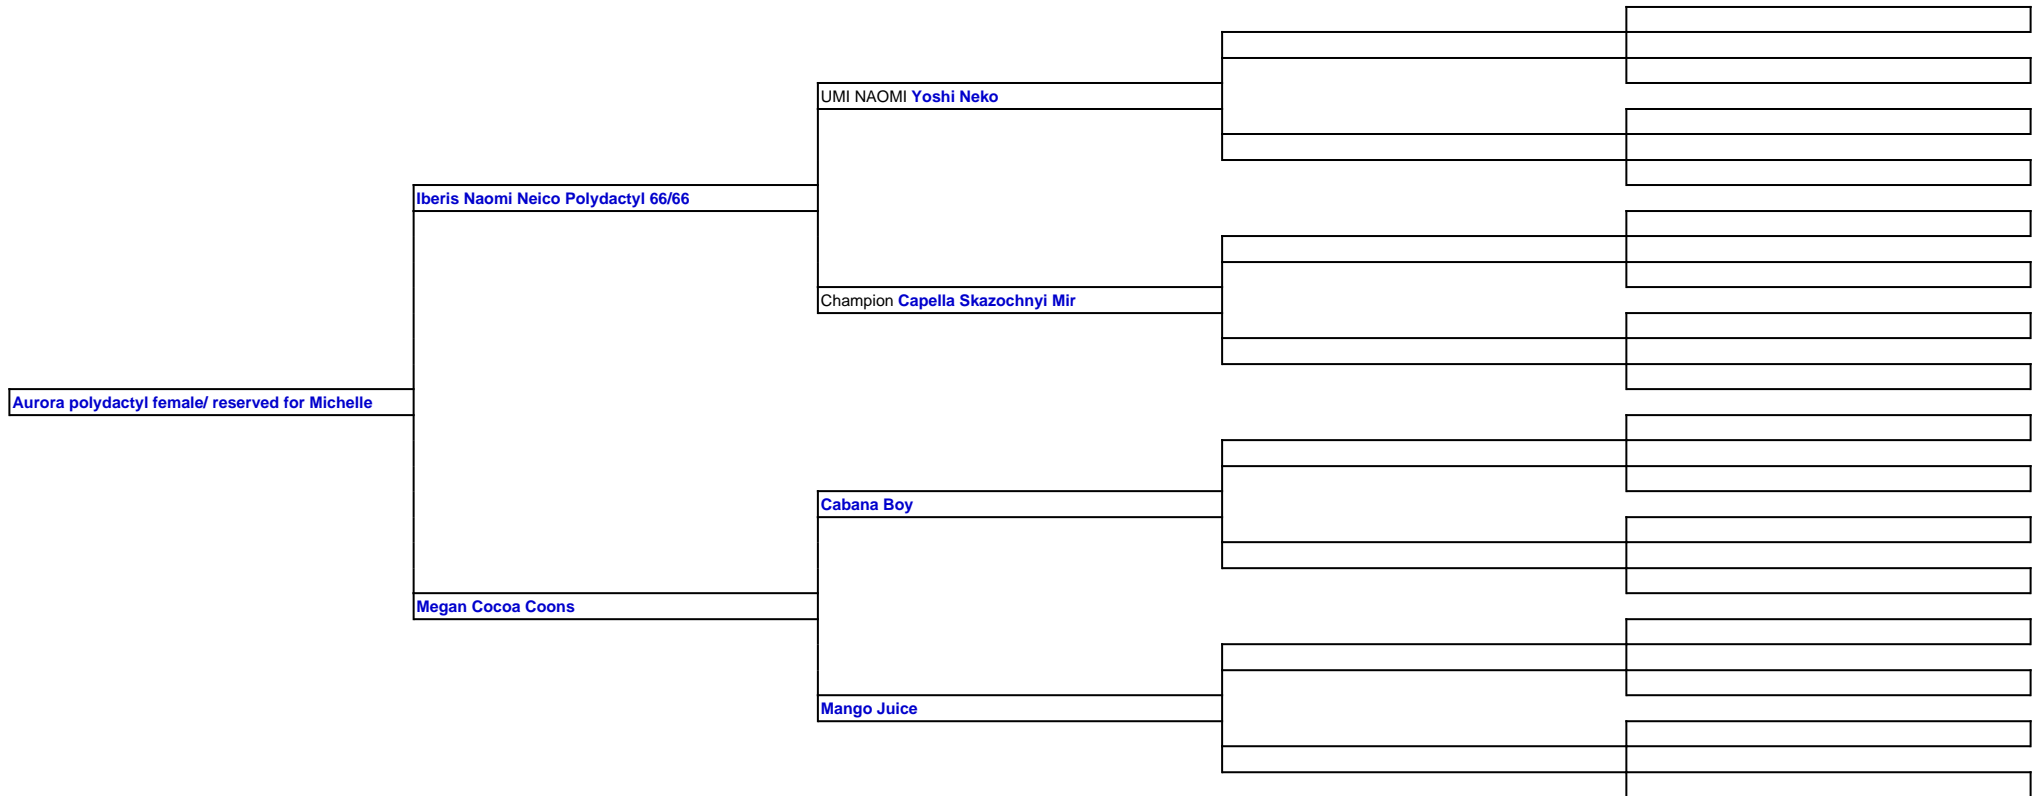 UMI NAOMI Yoshi Neko
Iberis Naomi Neico Polydactyl 66/66
Champion Capella Skazochnyi Mir
Aurora polydactyl female/ reserved for Michelle
Cabana Boy
Megan Cocoa Coons
Mango Juice